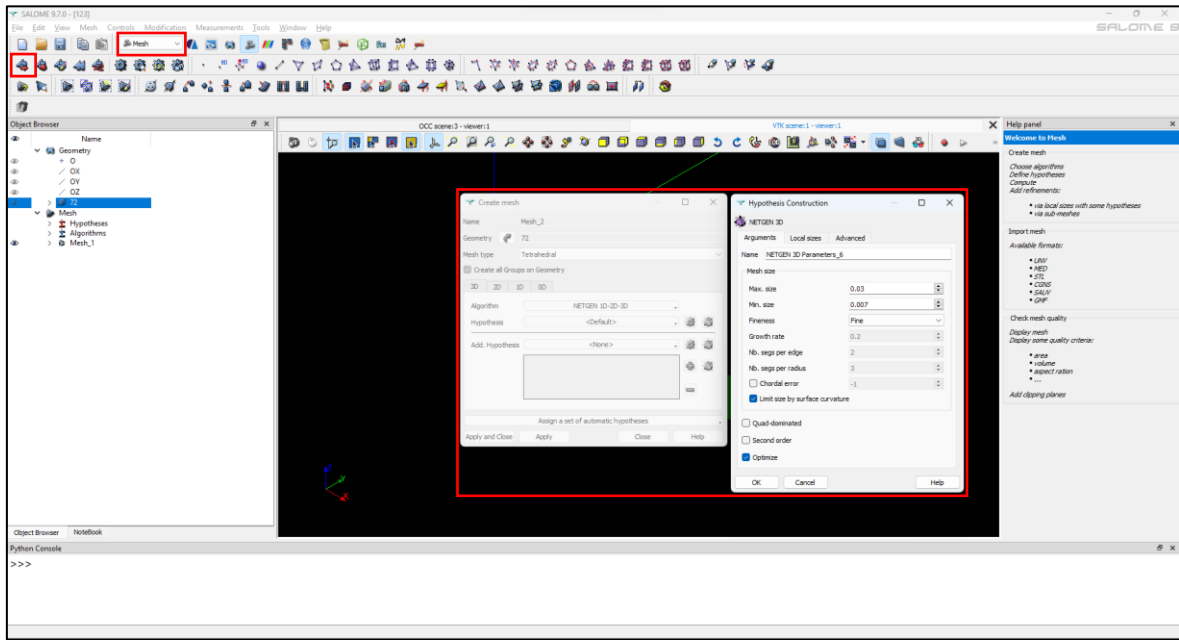 SALOME 9.7.0 - [123]
File Edit View Mesh Controls Modification Measurements Tools Window Help
SALOME 9
Mesh
Object Browser
Name
Geometry
O
OX
OY
OZ
72
Mesh
Hypotheses
Algorithms
Mesh_1
Object Browser NoteBook
OCC scene:3 - viewer:1 VTK scene:1 - viewer:1
Create mesh
Name Mesh_2
Geometry 72
Mesh type Tetrahedral
Create all Groups on Geometry
3D 2D 1D 0D
Algorithm NETGEN 1D-2D-3D
Hypothesis <Default>
Add. Hypothesis <None>
Assign a set of automatic hypotheses
Apply and Close Apply Close Help
Hypothesis Construction
NETGEN 3D
Arguments Local sizes Advanced
Name NETGEN 3D Parameters_6
Mesh size
Max. size 0.03
Min. size 0.007
Fineness Fine
Growth rate 0.2
Nb. segs per edge 2
Nb. segs per radius 3
Chordal error -1
Limit size by surface curvature
Quad-dominated
Second order
Optimize
OK Cancel Help
Help panel
Welcome to Mesh
Create mesh
Choose algorithms
Define hypotheses
Compute
Add refinements:
• via local sizes with some hypotheses
• via sub-meshes
Import mesh
Available formats:
• UNV
• MED
• STL
• CGNS
• SAUV
• GMF
Check mesh quality
Display mesh
Display some quality criteria:
• area
• volume
• aspect ration
• ...
Add clipping planes
Python Console
>>>